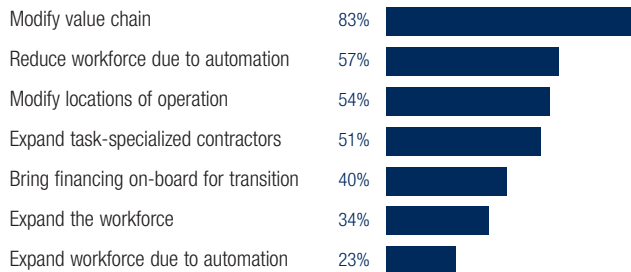 Modify value chain 83%
Reduce workforce due to automation 57%
Modify locations of operation 54%
Expand task-specialized contractors 51%
Bring financing on-board for transition 40%
Expand the workforce 34%
Expand workforce due to automation 23%